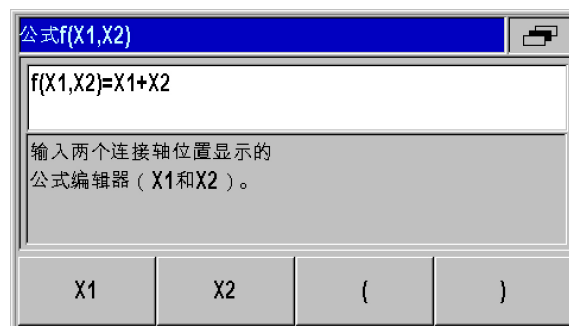 公式f(X1,X2)
f(X1,X2)=X1+X2
输入两个连接轴位置显示的
公式编辑器（X1和X2）。
X1 X2 ( )